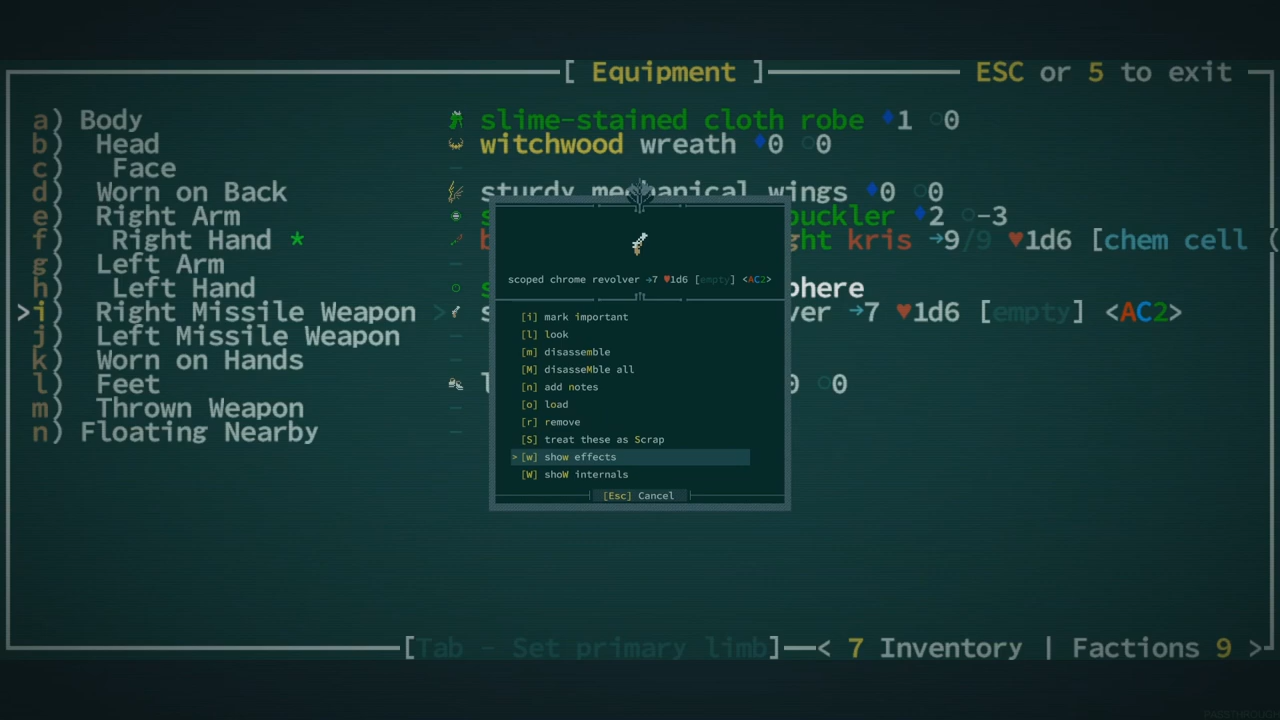 [ Equipment ] ESC or 5 to exit
a) Body slime-stained cloth robe ♦1 ○0
b) Head witchwood wreath ♦0 ○0
c) Face –
d) Worn on Back sturdy mechanical wings ♦0 ○0
e) Right Arm buckler ♦2 ○-3
f) Right Hand * kris →9/9 ♥1d6 [chem cell (
g) Left Arm –
h) Left Hand
>i) Right Missile Weapon > →7 ♥1d6 [empty] <AC2>
j) Left Missile Weapon –
k) Worn on Hands –
l) Feet ○0
m) Thrown Weapon –
n) Floating Nearby –
scoped chrome revolver →7 ♥1d6 [empty] <AC2>
[i] mark important
[l] look
[m] disassemble
[M] disasseMble all
[n] add notes
[o] load
[r] remove
[S] treat these as Scrap
> [w] show effects
[W] shoW internals
[Esc] Cancel
[Tab - Set primary limb] < 7 Inventory | Factions 9 >